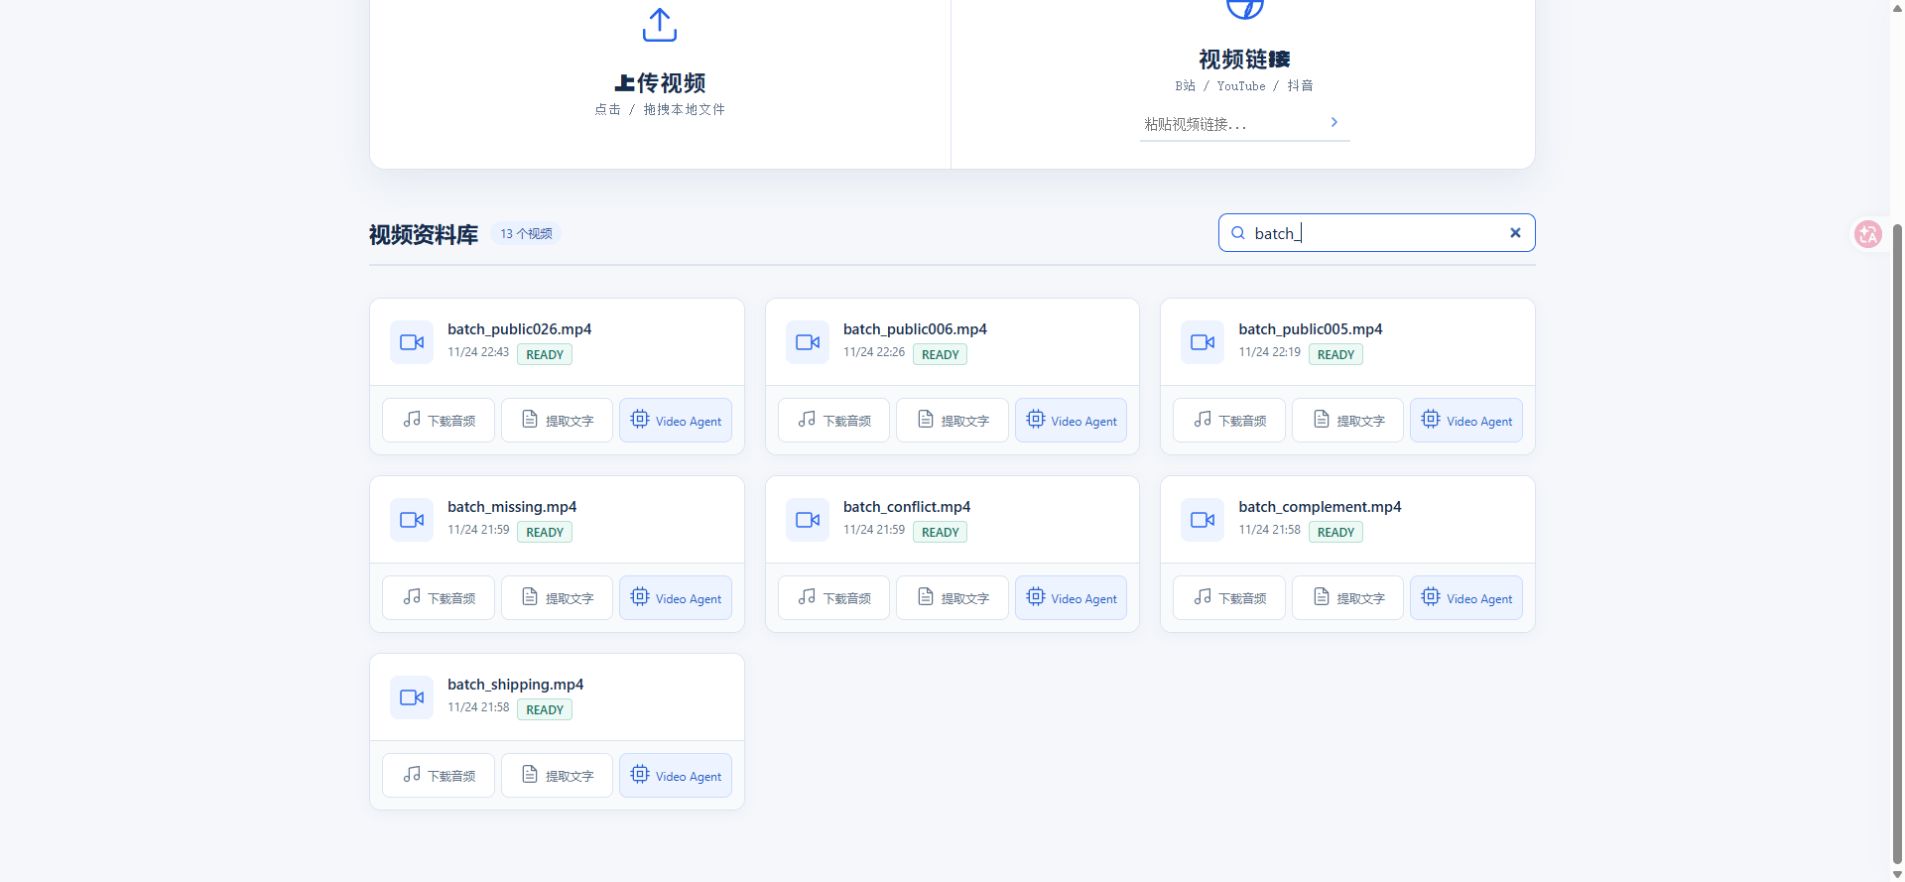 上传视频
点击 / 拖拽本地文件
视频链接
B站 / YouTube / 抖音
粘贴视频链接...
视频资料库
13 个视频
batch_
batch_public026.mp4
11/24 22:43 READY
下载音频 提取文字 Video Agent
batch_public006.mp4
11/24 22:26 READY
下载音频 提取文字 Video Agent
batch_public005.mp4
11/24 22:19 READY
下载音频 提取文字 Video Agent
batch_missing.mp4
11/24 21:59 READY
下载音频 提取文字 Video Agent
batch_conflict.mp4
11/24 21:59 READY
下载音频 提取文字 Video Agent
batch_complement.mp4
11/24 21:58 READY
下载音频 提取文字 Video Agent
batch_shipping.mp4
11/24 21:58 READY
下载音频 提取文字 Video Agent